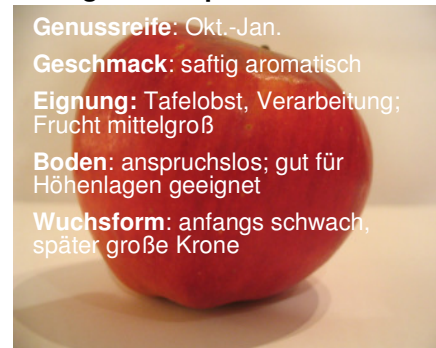 Genussreife: Okt.-Jan.
Geschmack: saftig aromatisch
Eignung: Tafelobst, Verarbeitung;
Frucht mittelgroß
Boden: anspruchslos; gut für
Höhenlagen geeignet
Wuchsform: anfangs schwach,
später große Krone